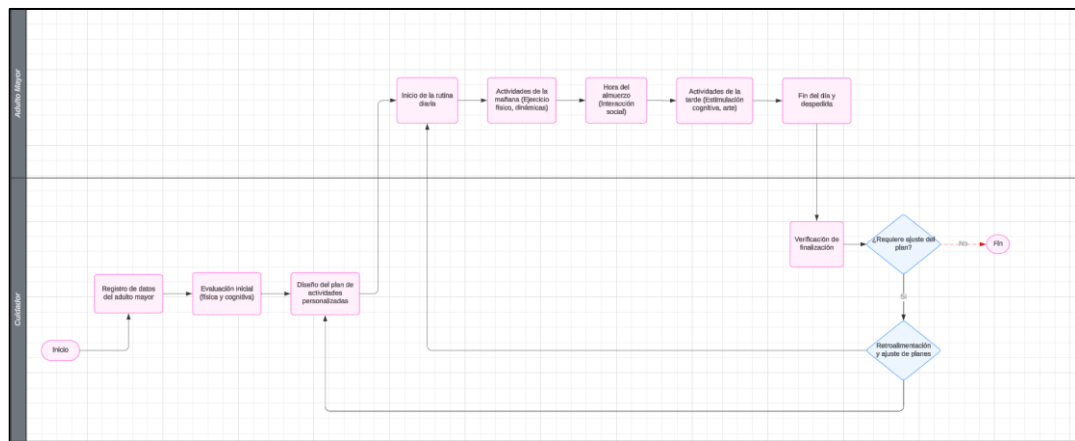 Adulto Mayor
Inicio de la rutina
diaria
Actividades de la
mañana (Ejercicio
físico, dinámicas)
Hora del
almuerzo
(Interacción
social)
Actividades de la
tarde (Estimulación
cognitiva, arte)
Fin del día y
despedida
Cuidador
Inicio
Registro de datos
del adulto mayor
Evaluación inicial
(física y cognitiva)
Diseño del plan de
actividades
personalizadas
Verificación de
finalización
¿Requiere ajuste del
plan?
No
Fin
Sí
Retroalimentación
y ajuste de planes